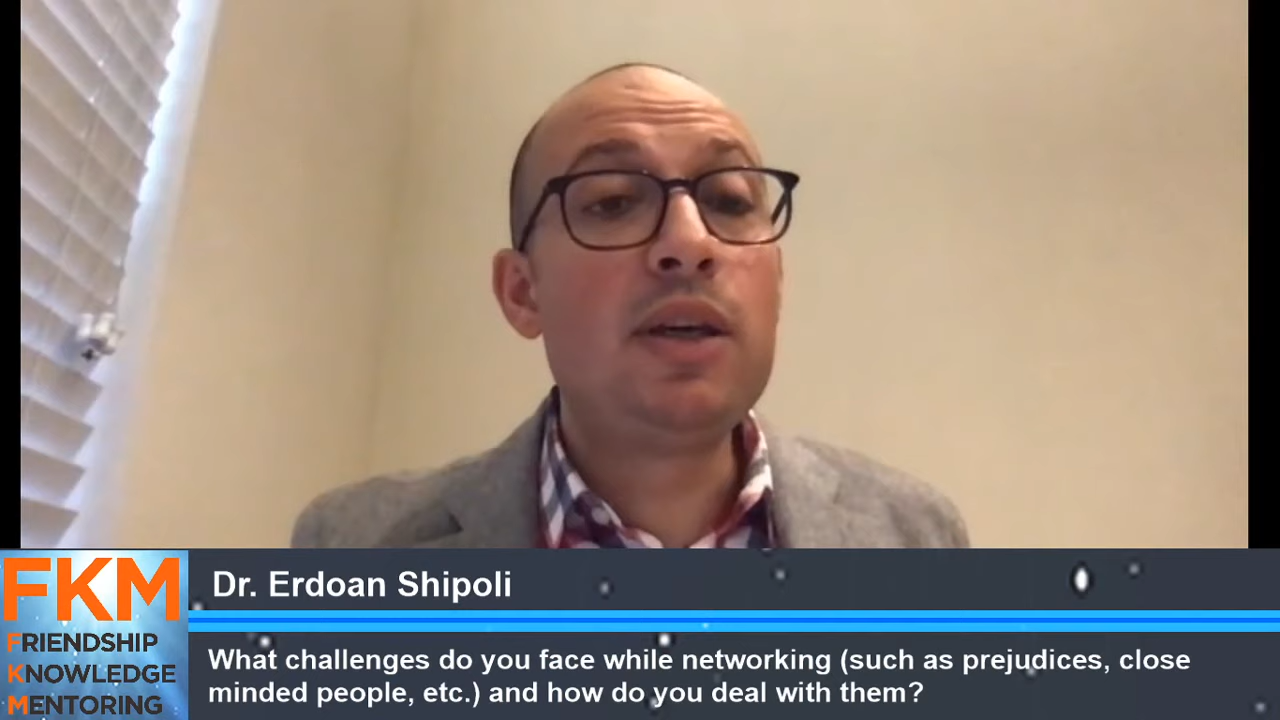 Dr. Erdoan Shipoli
What challenges do you face while networking (such as prejudices, close
minded people, etc.) and how do you deal with them?
FKM
FRIENDSHIP
KNOWLEDGE
MENTORING